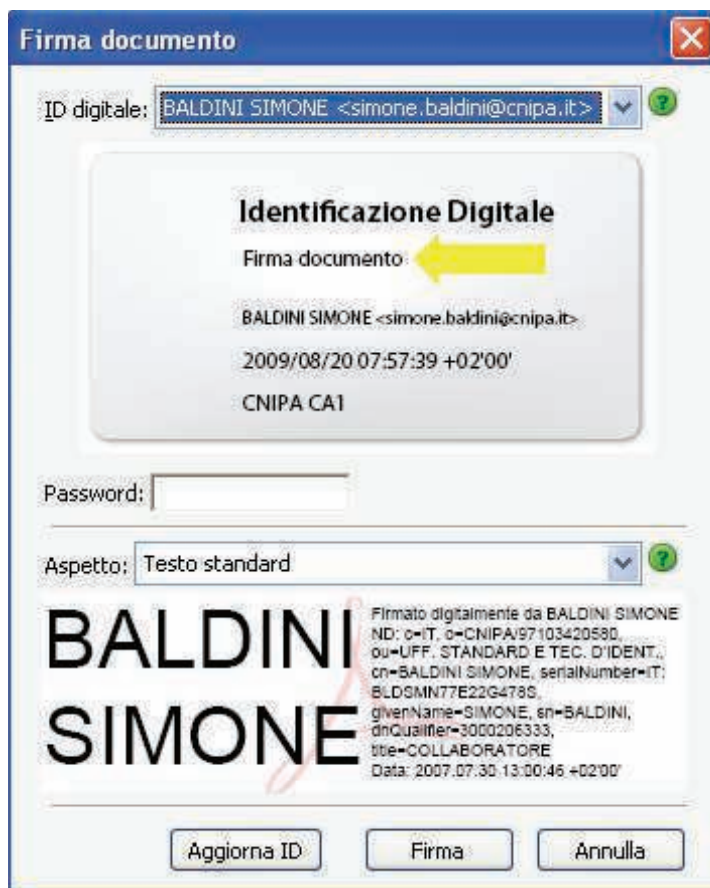 Firma documento
ID digitale: BALDINI SIMONE <simone.baldini@cnipa.it>
Identificazione Digitale
Firma documento
BALDINI SIMONE <simone.baldini@cnipa.it>
2009/08/20 07:57:39 +02'00'
CNIPA CA1
Password:
Aspetto: Testo standard
BALDINI
SIMONE
Firmato digitalmente da BALDINI SIMONE
ND: c=IT, o=CNIPA/97103420580,
ou=UFF. STANDARD E TEC. D'IDENT.,
cn=BALDINI SIMONE, serialNumber=IT:
BLDSMN77E22G478S,
givenName=SIMONE, sn=BALDINI,
dnQualifier=3000206333,
title=COLLABORATORE
Data: 2007.07.30 13:00:46 +02'00'
Aggiorna ID Firma Annulla